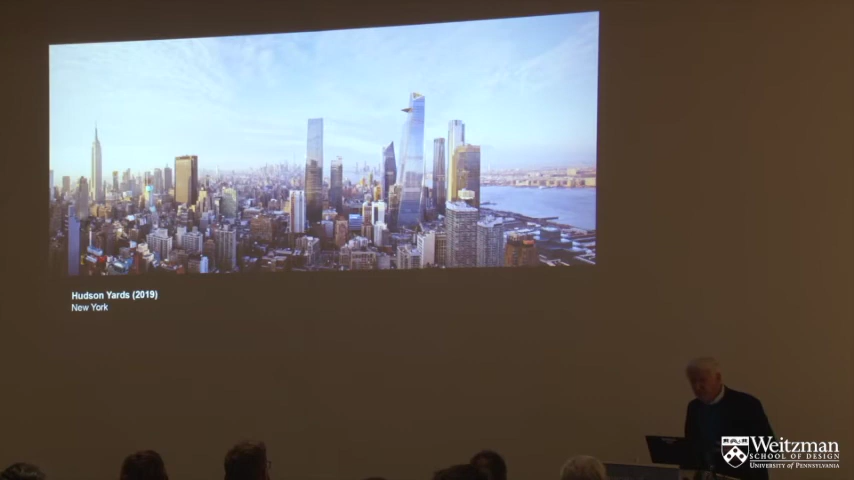 Hudson Yards (2019)
New York
Weitzman
SCHOOL OF DESIGN
UNIVERSITY OF PENNSYLVANIA